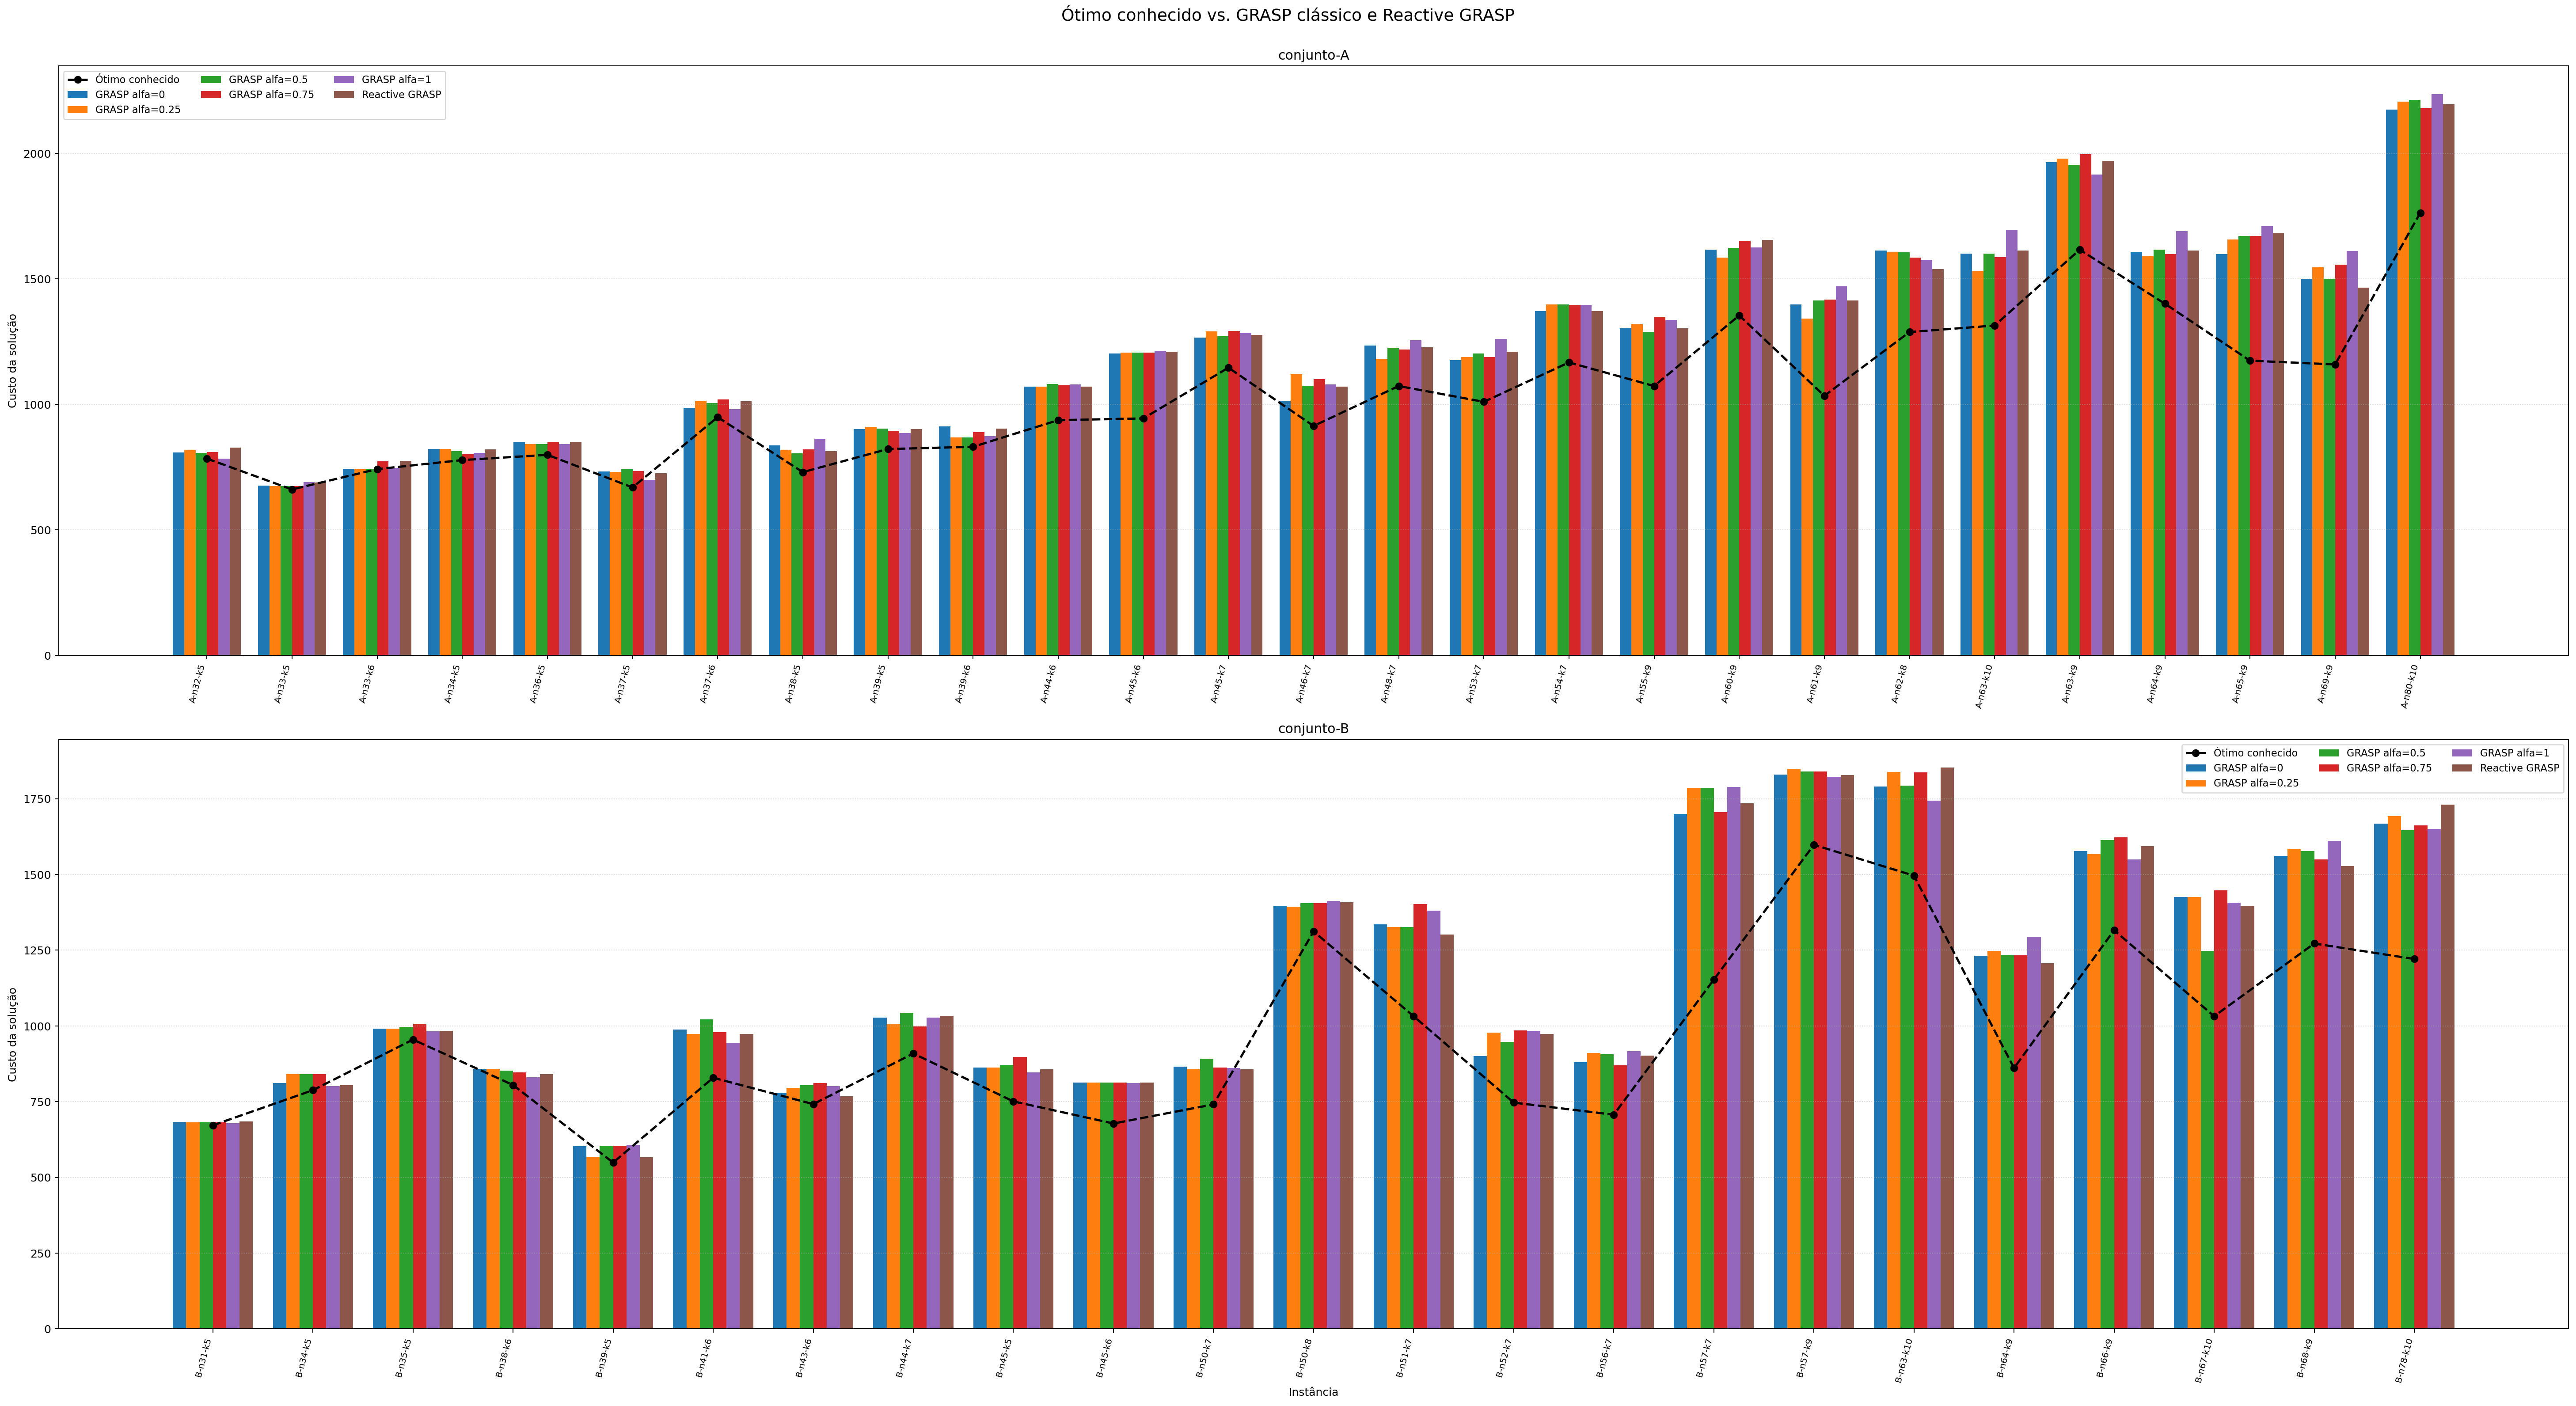 Ótimo conhecido vs. GRASP clássico e Reactive GRASP
conjunto-A
Ótimo conhecido
GRASP alfa=0
GRASP alfa=0.25
GRASP alfa=0.5
GRASP alfa=0.75
GRASP alfa=1
Reactive GRASP
Custo da solução
2000
1500
1000
500
0
A-n32-k5
A-n33-k5
A-n33-k6
A-n34-k5
A-n36-k5
A-n37-k5
A-n37-k6
A-n38-k5
A-n39-k5
A-n39-k6
A-n44-k6
A-n45-k6
A-n45-k7
A-n46-k7
A-n48-k7
A-n53-k7
A-n54-k7
A-n55-k9
A-n60-k9
A-n61-k9
A-n62-k8
A-n63-k10
A-n63-k9
A-n64-k9
A-n65-k9
A-n69-k9
A-n80-k10
conjunto-B
Ótimo conhecido
GRASP alfa=0
GRASP alfa=0.25
GRASP alfa=0.5
GRASP alfa=0.75
GRASP alfa=1
Reactive GRASP
Custo da solução
1750
1500
1250
1000
750
500
250
0
B-n31-k5
B-n34-k5
B-n35-k5
B-n38-k6
B-n39-k5
B-n41-k6
B-n43-k6
B-n44-k7
B-n45-k5
B-n45-k6
B-n50-k7
B-n50-k8
B-n51-k7
B-n52-k7
B-n56-k7
B-n57-k7
B-n57-k9
B-n63-k10
B-n64-k9
B-n66-k9
B-n67-k10
B-n68-k9
B-n78-k10
Instância